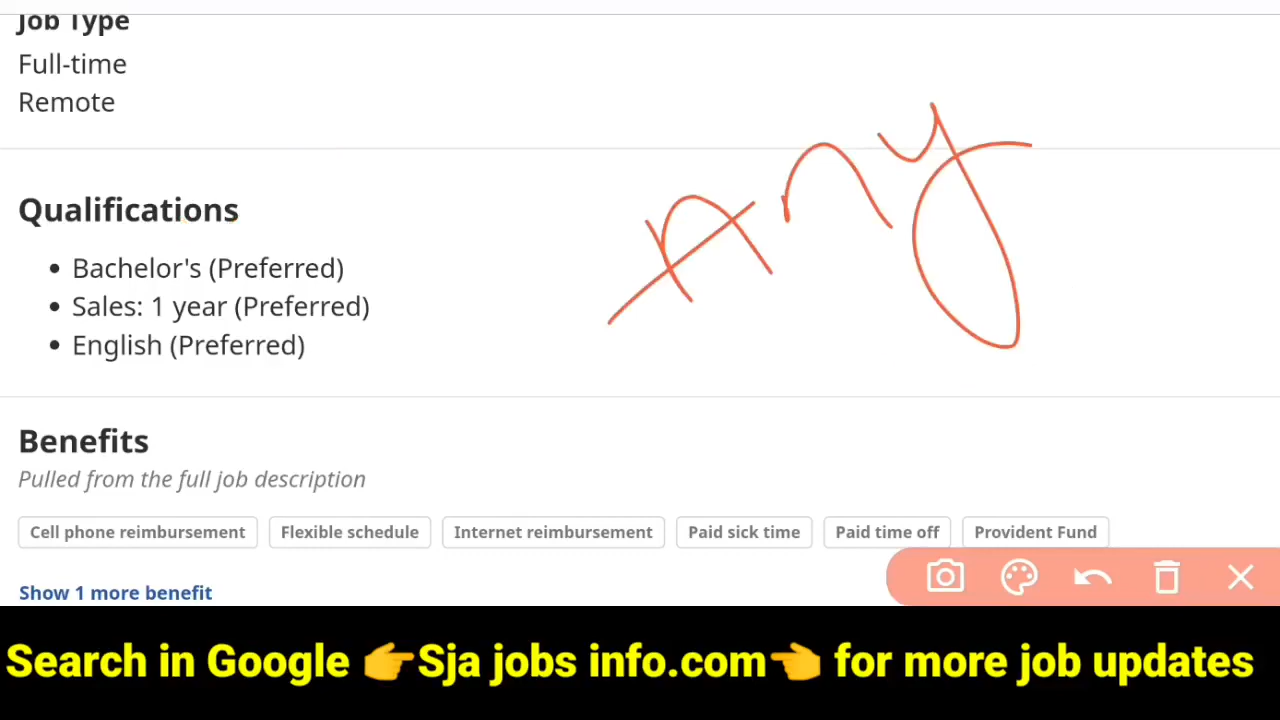 Job Type
Full-time
Remote
Any
Qualifications
Bachelor's (Preferred)
Sales: 1 year (Preferred)
English (Preferred)
Benefits
Pulled from the full job description
Cell phone reimbursement Flexible schedule Internet reimbursement Paid sick time Paid time off Provident Fund
Show 1 more benefit
Search in Google 👉Sja jobs info.com👈 for more job updates